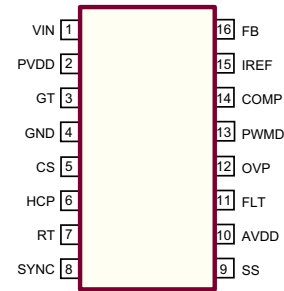 VIN 1 16 FB
PVDD 2 15 IREF
GT 3 14 COMP
GND 4 13 PWMD
CS 5 12 OVP
HCP 6 11 FLT
RT 7 10 AVDD
SYNC 8 9 SS